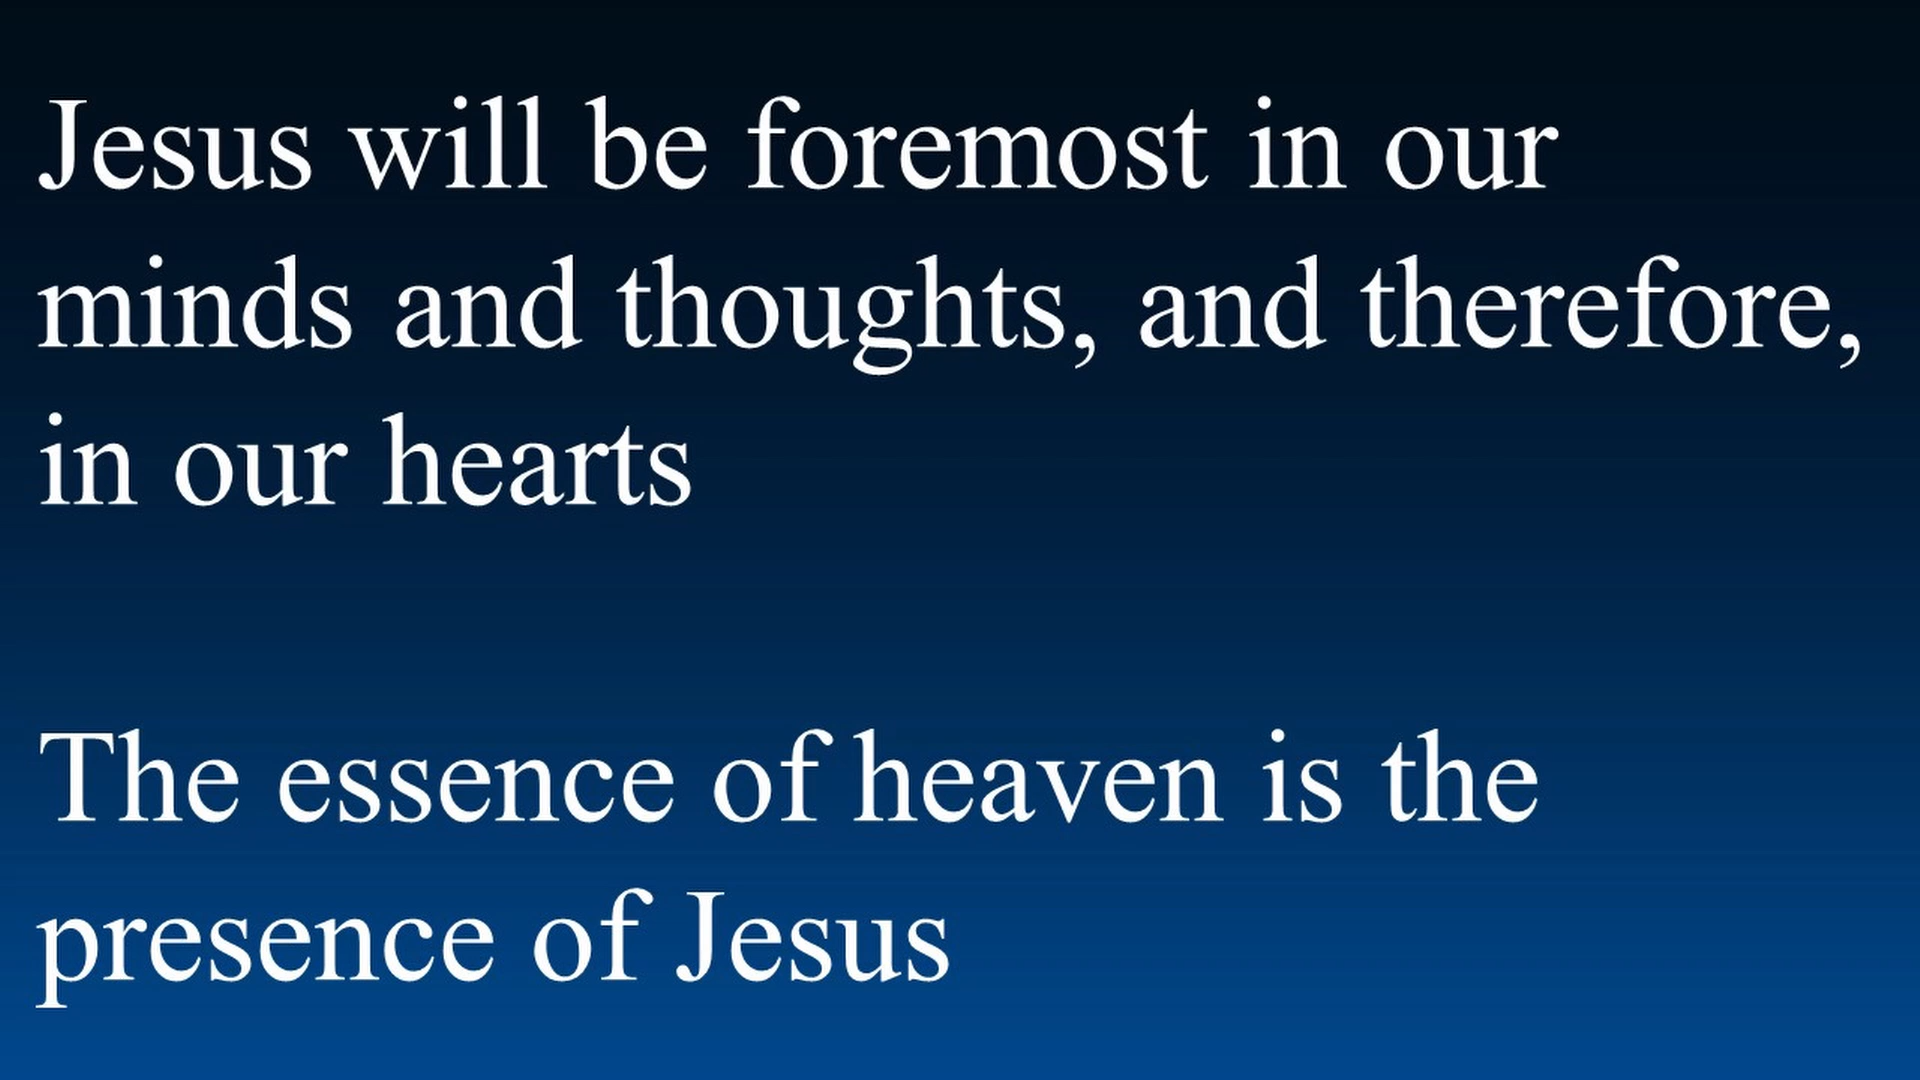 Jesus will be foremost in our
minds and thoughts, and therefore,
in our hearts
The essence of heaven is the
presence of Jesus